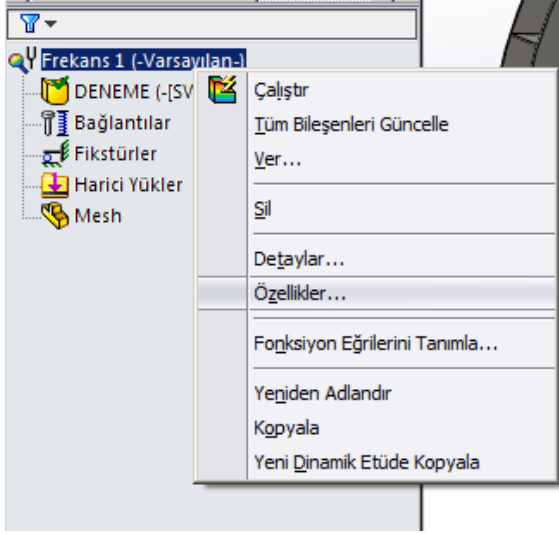 Frekans 1 (-Varsayılan-)
DENEME (-[SV
Bağlantılar
Fikstürler
Harici Yükler
Mesh
Çalıştır
Tüm Bileşenleri Güncelle
Ver...
Sil
Detaylar...
Özellikler...
Fonksiyon Eğrilerini Tanımla...
Yeniden Adlandır
Kopyala
Yeni Dinamik Etüde Kopyala